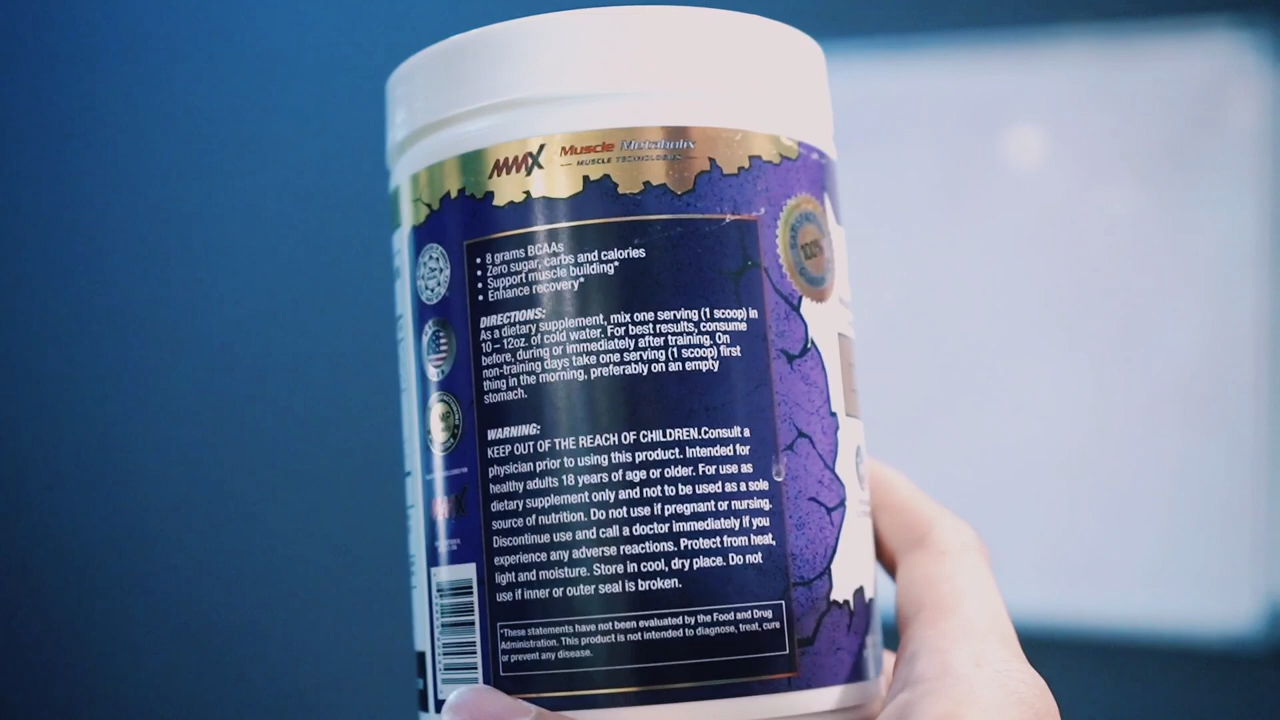 MMX Muscle Metabolix
MUSCLE TECHNOLOGIES
• 8 grams BCAAs
• Zero sugar, carbs and calories
• Support muscle building*
• Enhance recovery*
100%
DIRECTIONS:
As a dietary supplement, mix one serving (1 scoop) in
10 – 12oz. of cold water. For best results, consume
before, during or immediately after training. On
non-training days take one serving (1 scoop) first
thing in the morning, preferably on an empty
stomach.
WARNING:
KEEP OUT OF THE REACH OF CHILDREN.Consult a
physician prior to using this product. Intended for
healthy adults 18 years of age or older. For use as
dietary supplement only and not to be used as a sole
source of nutrition. Do not use if pregnant or nursing.
Discontinue use and call a doctor immediately if you
experience any adverse reactions. Protect from heat,
light and moisture. Store in cool, dry place. Do not
use if inner or outer seal is broken.
MMX
*These statements have not been evaluated by the Food and Drug
Administration. This product is not intended to diagnose, treat, cure
or prevent any disease.